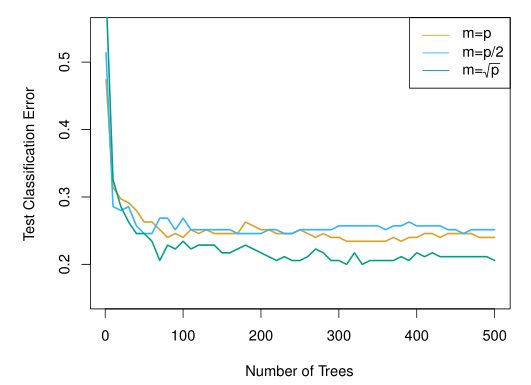 m=p
m=p/2
m=√p
0.5
0.4
0.3
0.2
Test Classification Error
0 100 200 300 400 500
Number of Trees